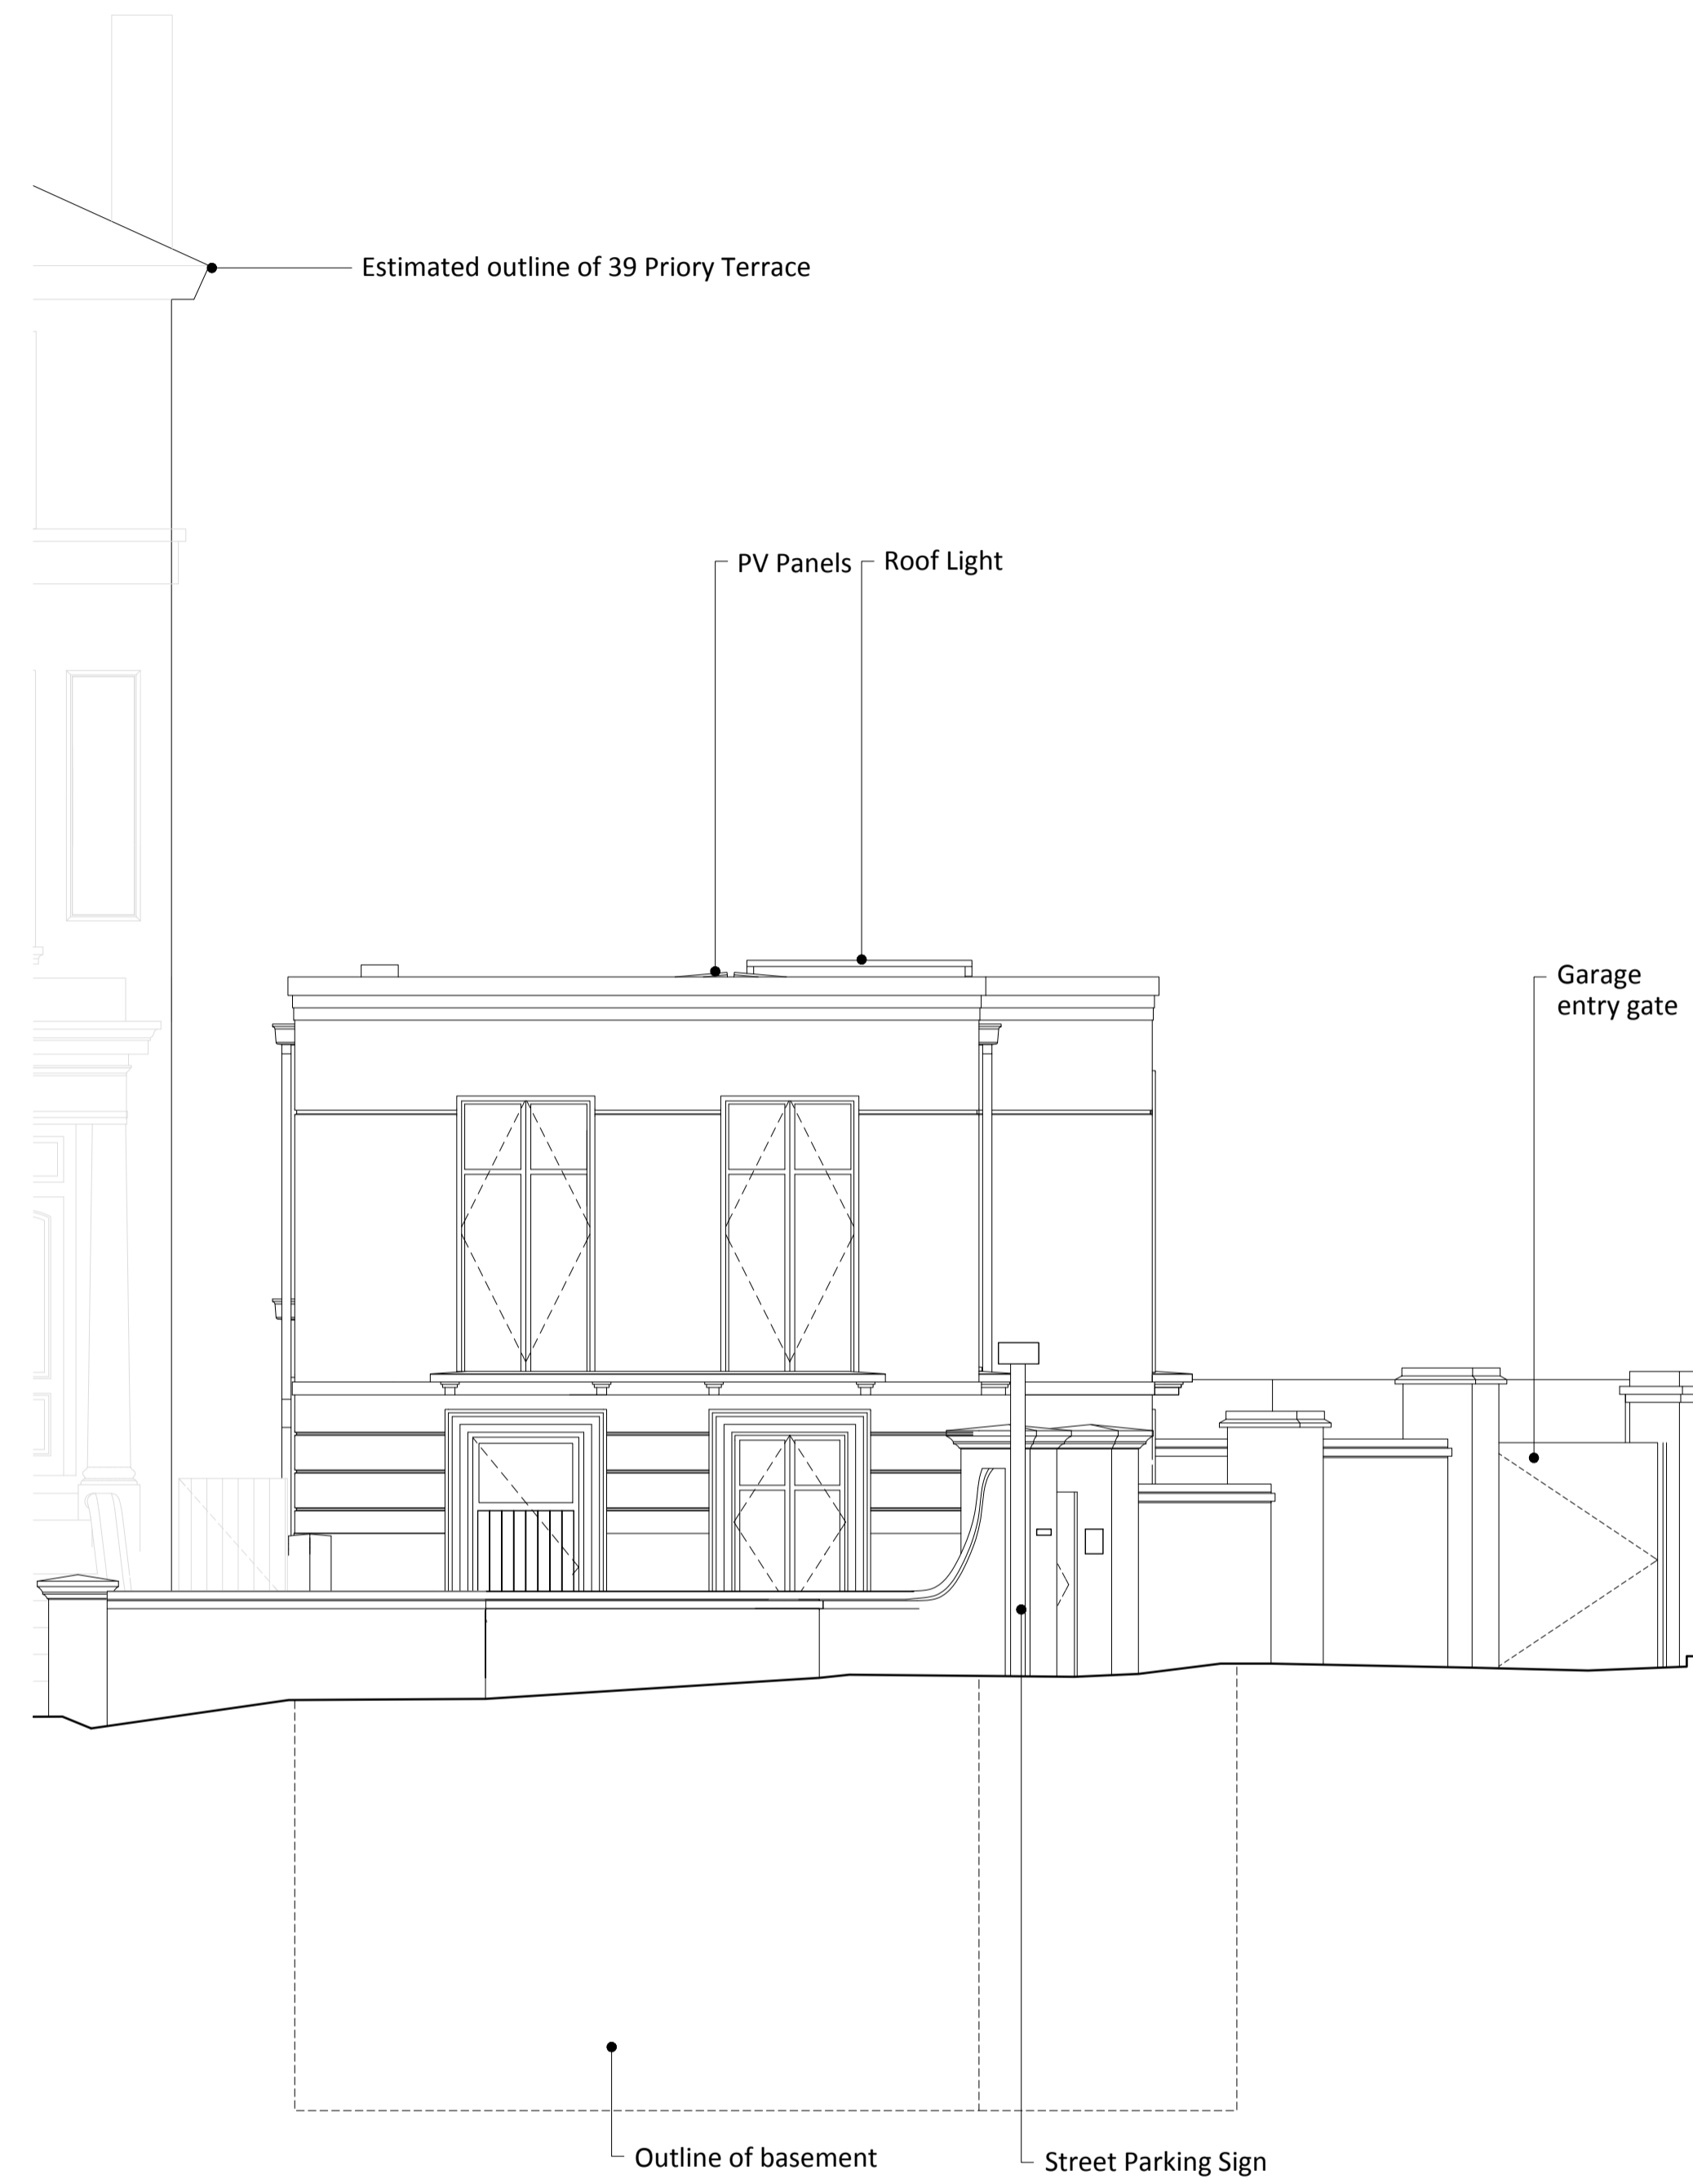 Estimated outline of 39 Priory Terrace
PV Panels
Roof Light
Garage
entry gate
Outline of basement
Street Parking Sign